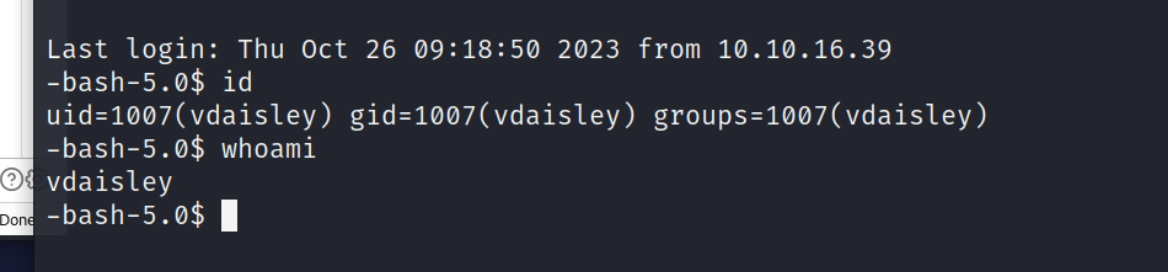 Last login: Thu Oct 26 09:18:50 2023 from 10.10.16.39
-bash-5.0$ id
uid=1007(vdaisley) gid=1007(vdaisley) groups=1007(vdaisley)
-bash-5.0$ whoami
vdaisley
-bash-5.0$
Done